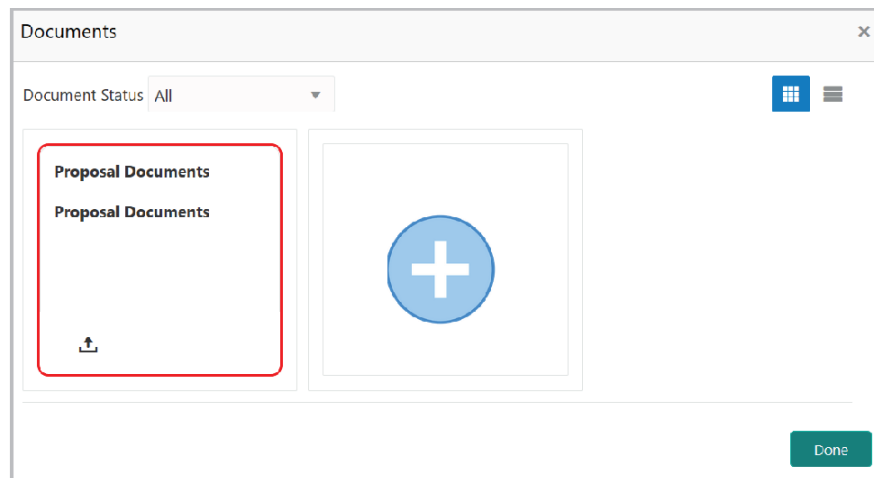 Documents
Document Status All
Proposal Documents
Proposal Documents
Done